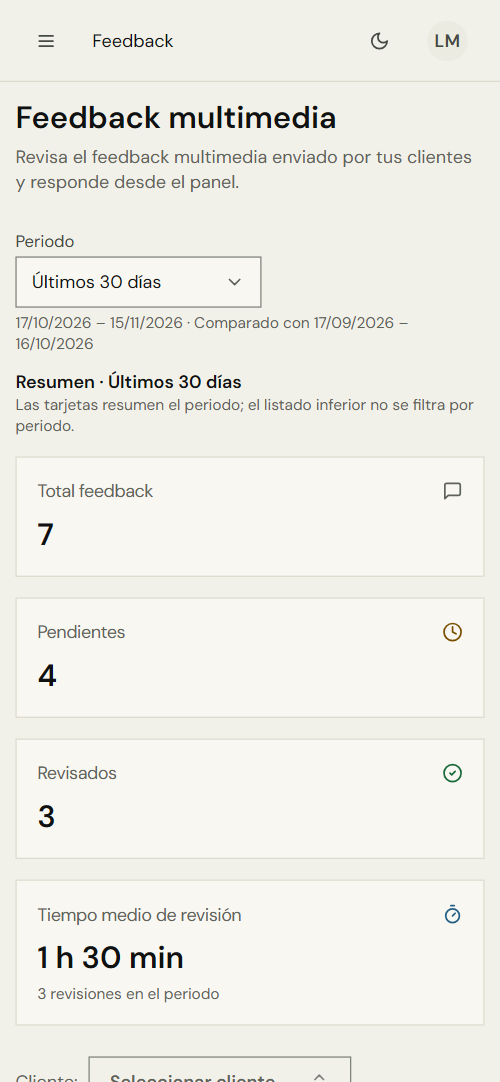 Feedback
LM
Feedback multimedia
Revisa el feedback multimedia enviado por tus clientes
y responde desde el panel.
Periodo
Últimos 30 días
17/10/2026 – 15/11/2026 · Comparado con 17/09/2026 –
16/10/2026
Resumen · Últimos 30 días
Las tarjetas resumen el periodo; el listado inferior no se filtra por
periodo.
Total feedback
7
Pendientes
4
Revisados
3
Tiempo medio de revisión
1 h 30 min
3 revisiones en el periodo
Cliente: Seleccionar cliente